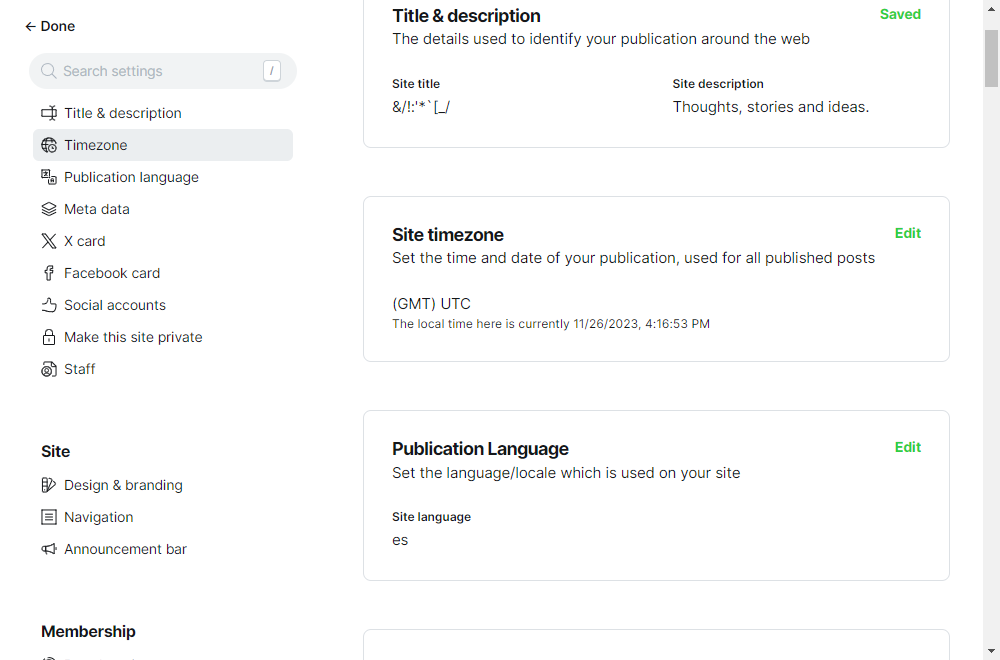 Done
Search settings
/
Title & description
Timezone
Publication language
Meta data
X card
Facebook card
Social accounts
Make this site private
Staff
Site
Design & branding
Navigation
Announcement bar
Membership
Title & description
Saved
The details used to identify your publication around the web
Site title
Site description
&/!:'*`[_/
Thoughts, stories and ideas.
Site timezone
Edit
Set the time and date of your publication, used for all published posts
(GMT) UTC
The local time here is currently 11/26/2023, 4:16:53 PM
Publication Language
Edit
Set the language/locale which is used on your site
Site language
es